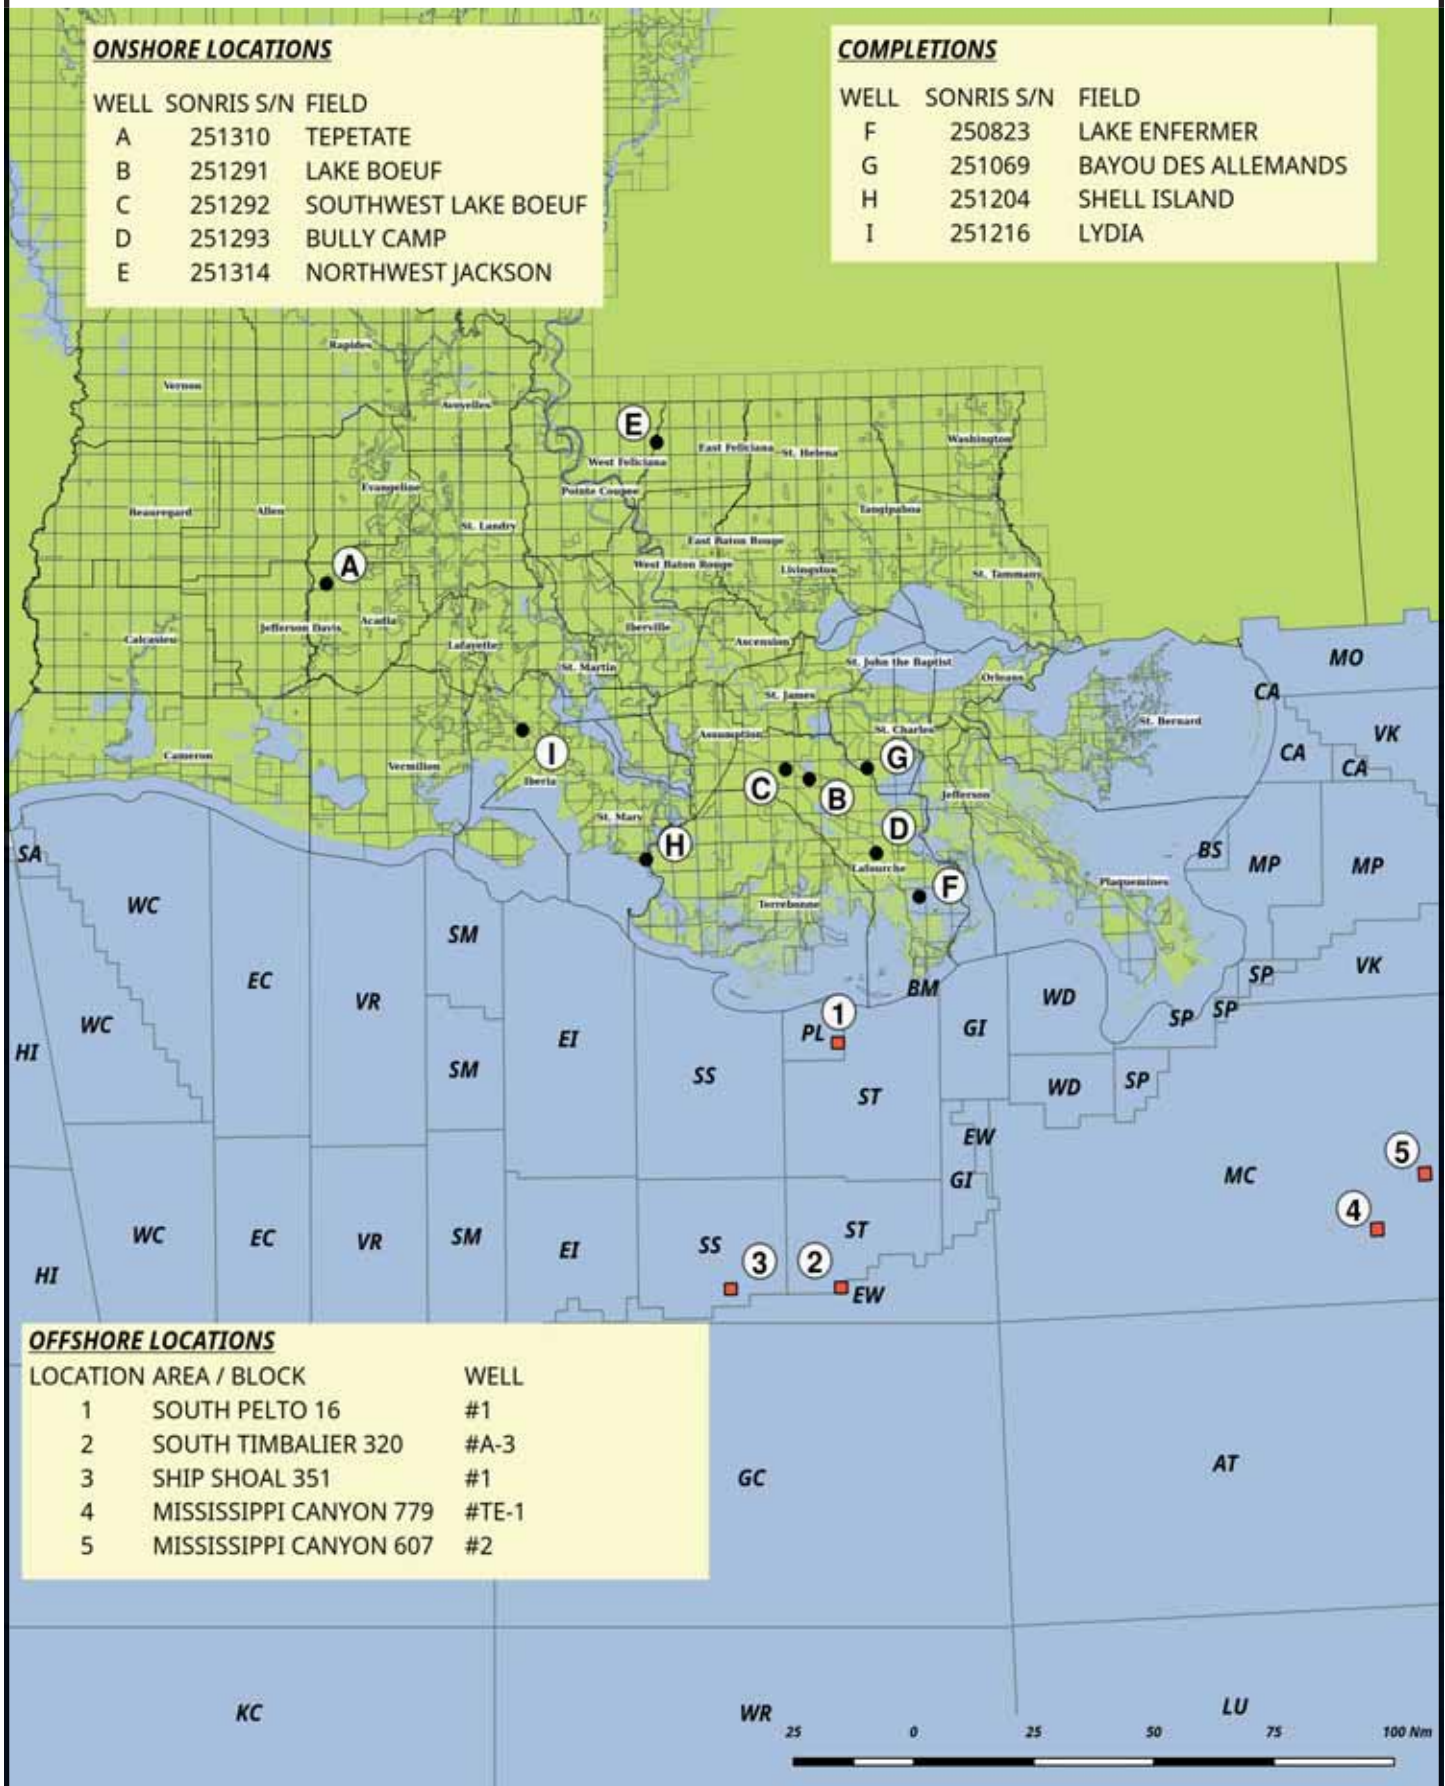 ONSHORE LOCATIONS
WELL SONRIS S/N FIELD
A 251310 TEPETATE
B 251291 LAKE BOEUF
C 251292 SOUTHWEST LAKE BOEUF
D 251293 BULLY CAMP
E 251314 NORTHWEST JACKSON
COMPLETIONS
WELL SONRIS S/N FIELD
F 250823 LAKE ENFERMER
G 251069 BAYOU DES ALLEMANDS
H 251204 SHELL ISLAND
I 251216 LYDIA
Rapides
Vernon
Avoyelles
E
Washington
East Feliciana
St. Helena
West Feliciana
Evangeline
Pointe Coupee
Beauregard
Allen
Tangipahoa
St. Landry
East Baton Rouge
A
West Baton Rouge
Livingston
St. Tammany
Jefferson Davis
Acadia
Iberville
Calcasieu
Lafayette
Ascension
MO
St. Martin
St. John the Baptist
Orleans
CA
St. James
St. Bernard
Assumption
St. Charles
VK
Cameron
I
G
CA
Vermilion
CA
Iberia
C
B
Jefferson
St. Mary
D
H
SA
BS
MP
MP
Lafourche
F
Plaquemines
WC
Terrebonne
SM
EC
VR
SP
VK
BM
WD
1
SP
SP
WC
PL
GI
HI
EI
SM
SS
WD
SP
ST
EW
5
GI
MC
4
WC
EC
VR
SM
EI
SS
ST
3
2
HI
EW
OFFSHORE LOCATIONS
LOCATION AREA / BLOCK WELL
1 SOUTH PELTO 16 #1
2 SOUTH TIMBALIER 320 #A-3
3 SHIP SHOAL 351 #1
4 MISSISSIPPI CANYON 779 #TE-1
5 MISSISSIPPI CANYON 607 #2
GC
AT
KC
WR
LU
25 0 25 50 75 100 Nm